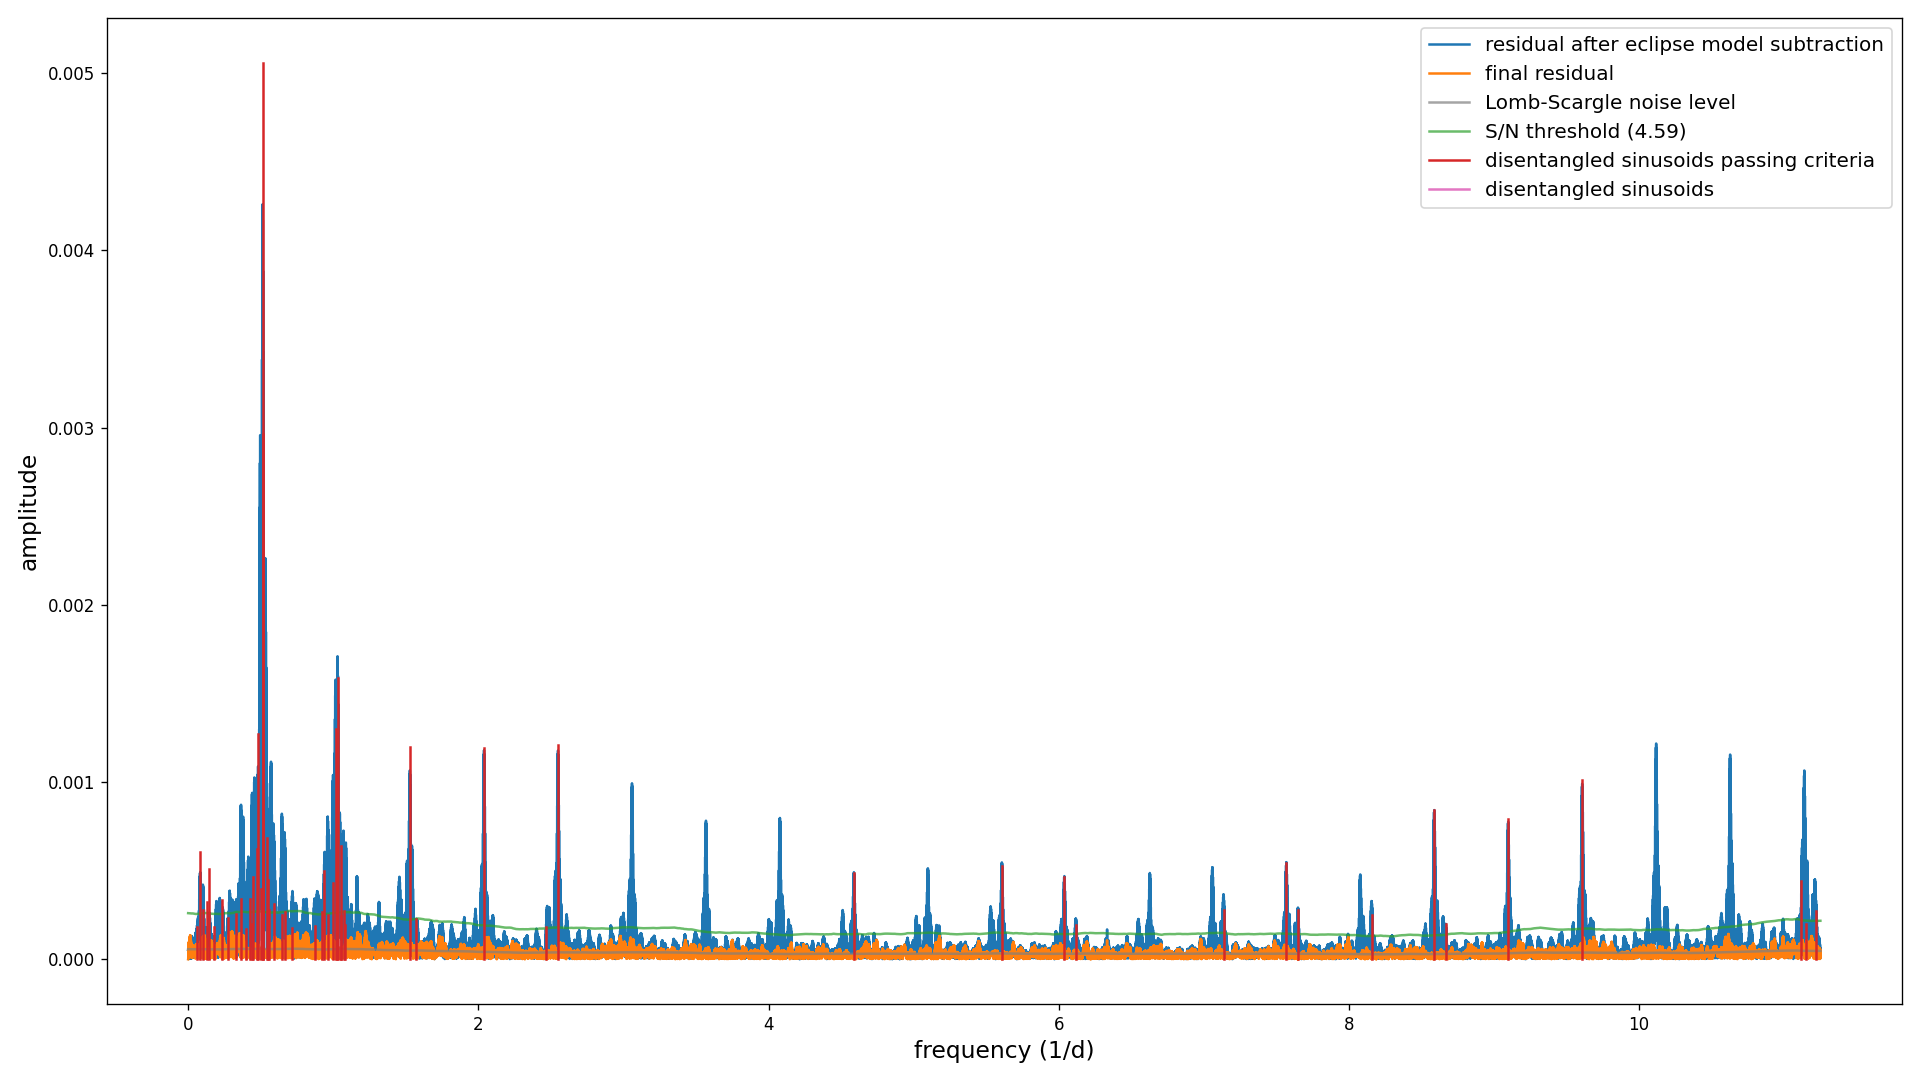 residual after eclipse model subtraction
final residual
Lomb-Scargle noise level
S/N threshold (4.59)
disentangled sinusoids passing criteria
disentangled sinusoids
0.005
0.004
0.003
0.002
0.001
0.000
amplitude
0 2 4 6 8 10
frequency (1/d)